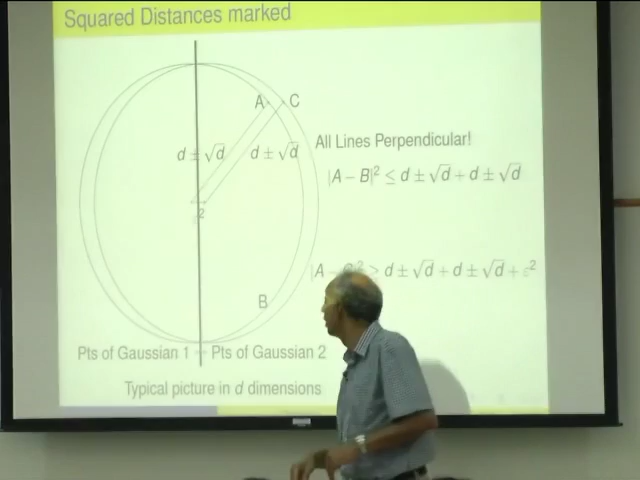 Squared Distances marked
A C
d ± √d d ± √d
All Lines Perpendicular!
|A − B|² ≤ d ± √d + d ± √d
ε²
d ± √d + d ± √d + ε²
B
Pts of Gaussian 1 Pts of Gaussian 2
Typical picture in d dimensions